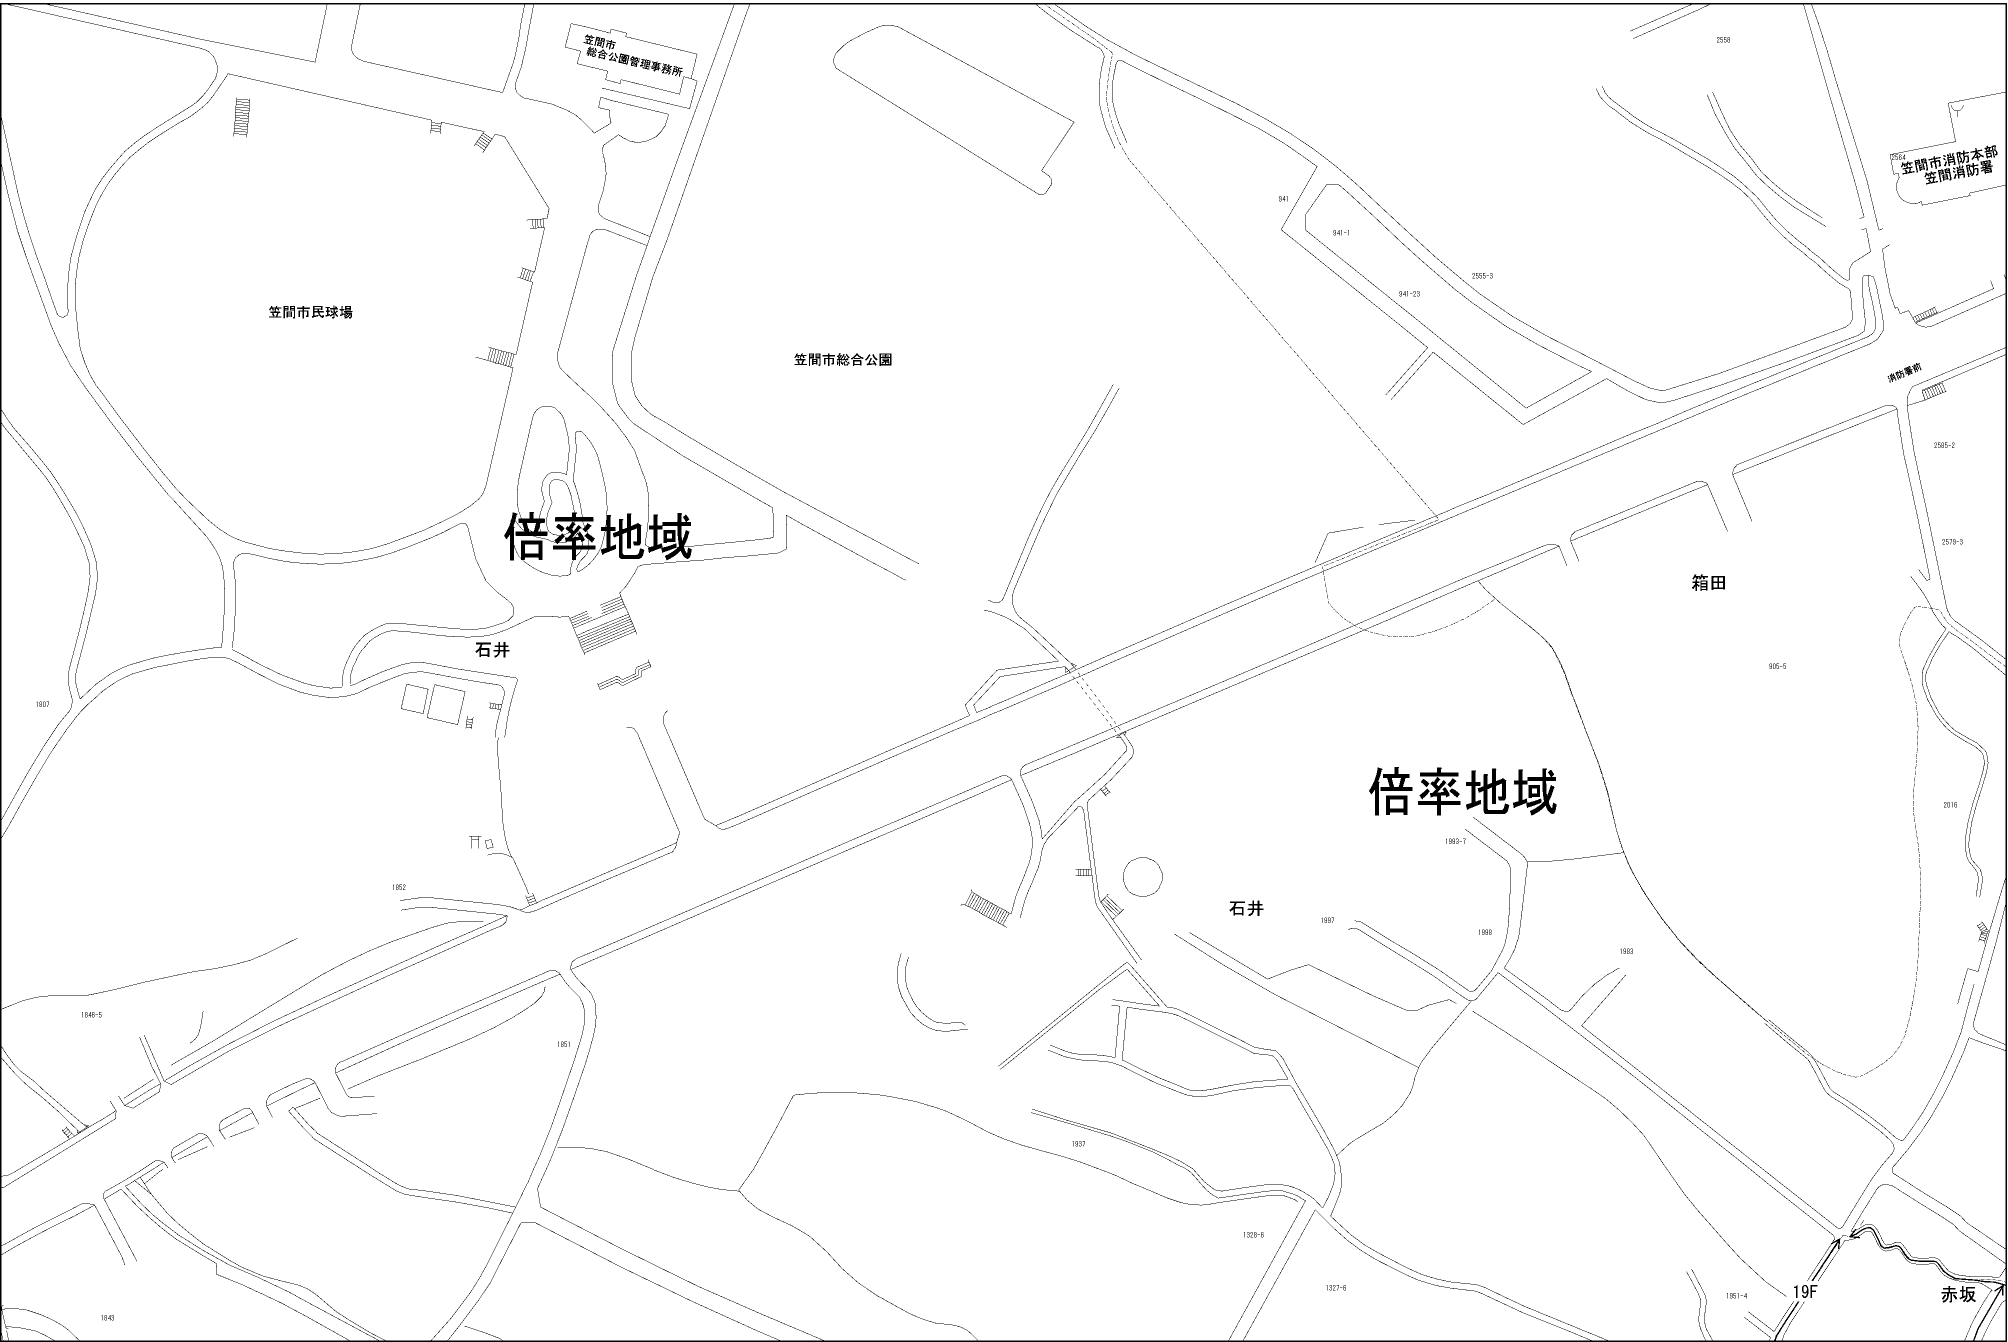 笠間市
総合公園管理事務所
2558
2564
笠間市消防本部
笠間消防署
941
941-1
2555-3
941-23
笠間市民球場
笠間市総合公園
消防署前
2585-2
倍率地域
2579-3
箱田
石井
905-5
1807
倍率地域
2016
1993-7
1852
石井
1997
1998
1983
1846-5
1851
1937
1328-6
1327-6
19F
1951-4
赤坂
1843